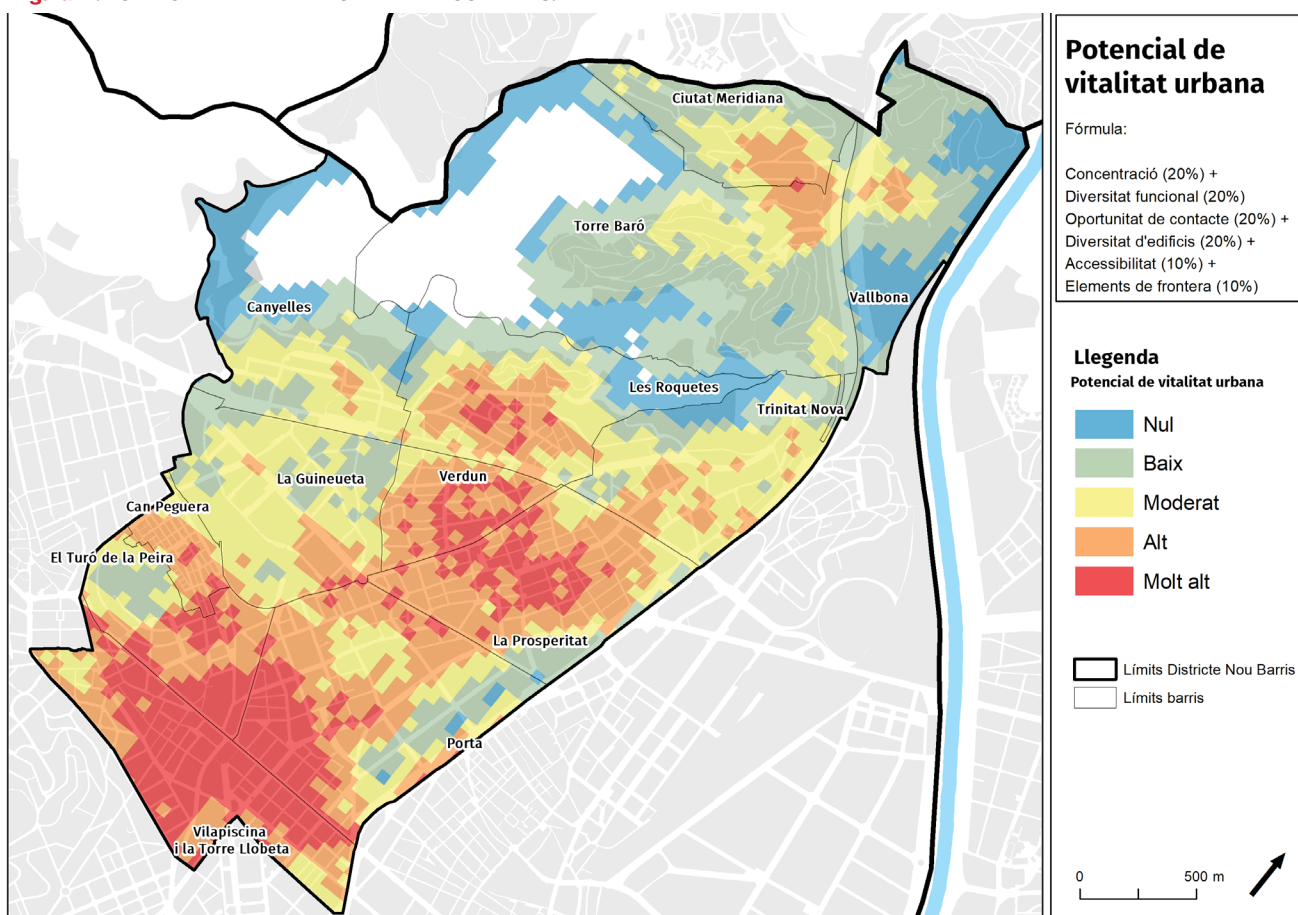 Potencial de
vitalitat urbana
Fórmula:
Concentració (20%) +
Diversitat funcional (20%)
Oportunitat de contacte (20%) +
Diversitat d'edificis (20%) +
Accessibilitat (10%) +
Elements de frontera (10%)
Llegenda
Potencial de vitalitat urbana
Nul
Baix
Moderat
Alt
Molt alt
Límits Districte Nou Barris
Límits barris
0 500 m
Ciutat Meridiana
Torre Baró
Canyelles
Vallbona
Les Roquetes
Trinitat Nova
La Guineueta
Verdun
Can Peguera
El Turó de la Peira
La Prosperitat
Porta
Vilapiscina
i la Torre Llobeta